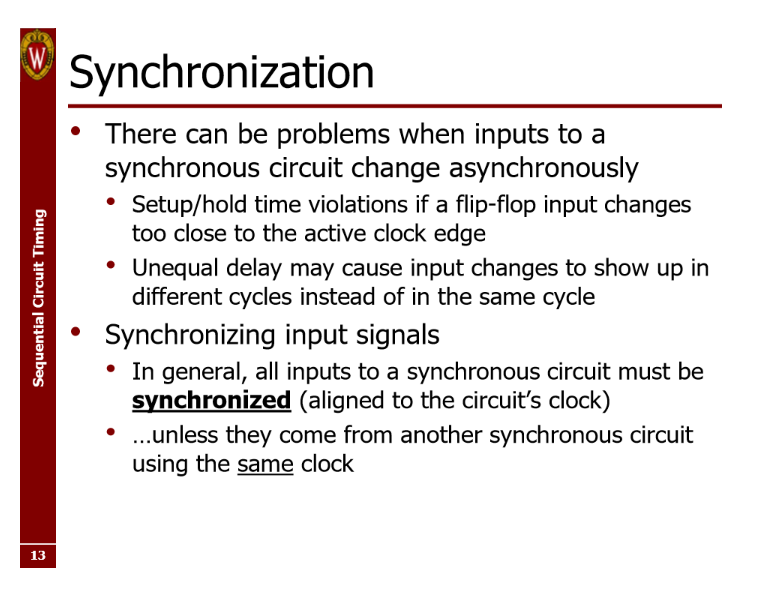 W
Synchronization
• There can be problems when inputs to a
synchronous circuit change asynchronously
• Setup/hold time violations if a flip-flop input changes
too close to the active clock edge
• Unequal delay may cause input changes to show up in
different cycles instead of in the same cycle
• Synchronizing input signals
• In general, all inputs to a synchronous circuit must be
synchronized (aligned to the circuit’s clock)
• …unless they come from another synchronous circuit
using the same clock
Sequential Circuit Timing
13